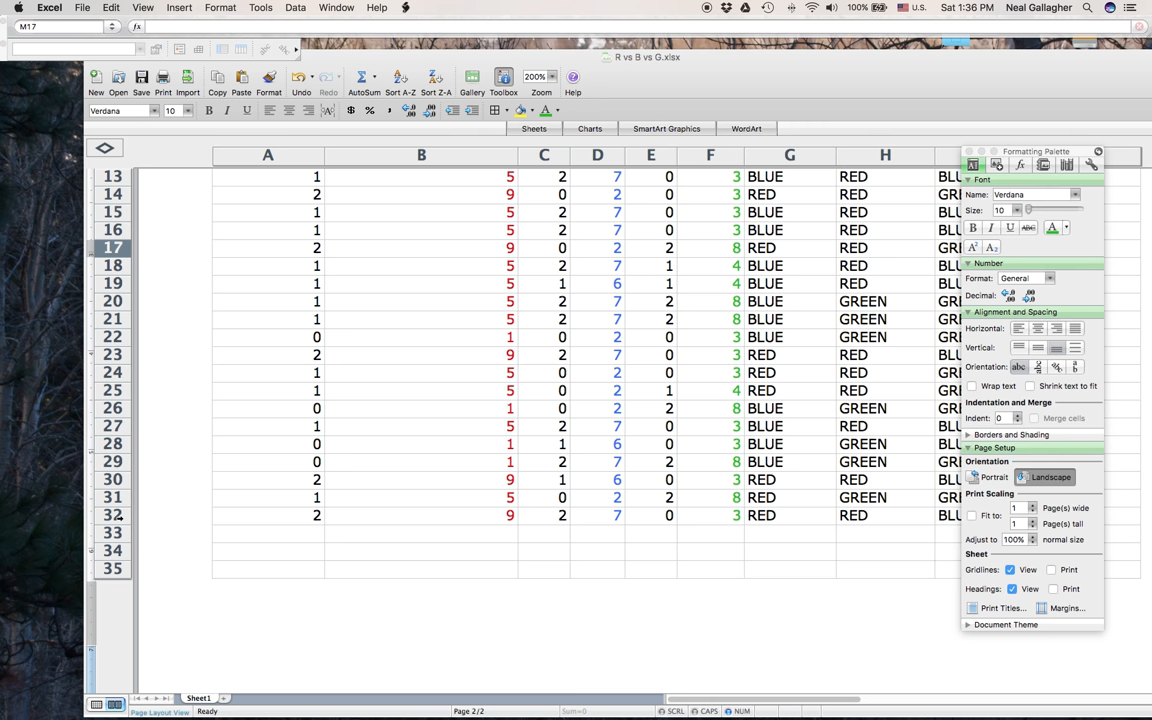 Excel File Edit View Insert Format Tools Data Window Help 100% U.S. Sat 1:36 PM Neal Gallagher
M17 fx
R vs B vs G.xlsx
200%
New Open Save Print Import Copy Paste Format Undo Redo AutoSum Sort A-Z Sort Z-A Gallery Toolbox Zoom Help
Verdana 10 B I U ABC $ % , A
Sheets Charts SmartArt Graphics WordArt
A B C D E F G H
13 1 5 2 7 0 3 BLUE RED BLU
14 2 9 0 2 0 3 RED RED GRE
15 1 5 2 7 0 3 BLUE RED BLU
16 1 5 2 7 0 3 BLUE RED BLU
17 2 9 0 2 2 8 RED RED GRE
18 1 5 2 7 1 4 BLUE RED BLU
19 1 5 1 6 1 4 BLUE RED BLU
20 1 5 2 7 2 8 BLUE GREEN GRE
21 1 5 2 7 2 8 BLUE GREEN GRE
22 0 1 0 2 0 3 BLUE RED GRE
23 2 9 2 7 0 3 RED RED BLU
24 1 5 0 2 0 3 RED RED GRE
25 1 5 0 2 1 4 RED RED GRE
26 0 1 0 2 2 8 BLUE GREEN GRE
27 1 5 2 7 0 3 BLUE RED BLU
28 0 1 1 6 0 3 BLUE GREEN BLU
29 0 1 2 7 2 8 BLUE GREEN GRE
30 2 9 1 6 0 3 RED RED BLU
31 1 5 0 2 2 8 RED GREEN GRE
32 2 9 2 7 0 3 RED RED BLU
33
34
35
Formatting Palette
Font
Name: Verdana
Size: 10
B I U ABC A
A² A₂
Number
Format: General
Decimal:
Alignment and Spacing
Horizontal:
Vertical:
Orientation: abc
Wrap text Shrink text to fit
Indentation and Merge
Indent: 0 Merge cells
Borders and Shading
Page Setup
Orientation
Portrait Landscape
Print Scaling
Fit to: 1 Page(s) wide
1 Page(s) tall
Adjust to 100% normal size
Sheet
Gridlines: View Print
Headings: View Print
Print Titles... Margins...
Document Theme
Sheet1
Page Layout View Ready Page 2/2 Sum=0 SCRL CAPS NUM